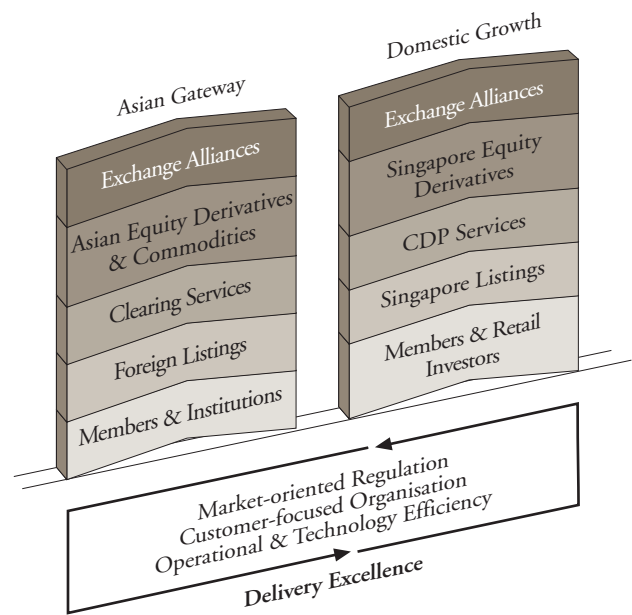 Asian Gateway
Exchange Alliances
Asian Equity Derivatives
& Commodities
Clearing Services
Foreign Listings
Members & Institutions
Domestic Growth
Exchange Alliances
Singapore Equity
Derivatives
CDP Services
Singapore Listings
Members & Retail
Investors
Market-oriented Regulation
Customer-focused Organisation
Operational & Technology Efficiency
Delivery Excellence